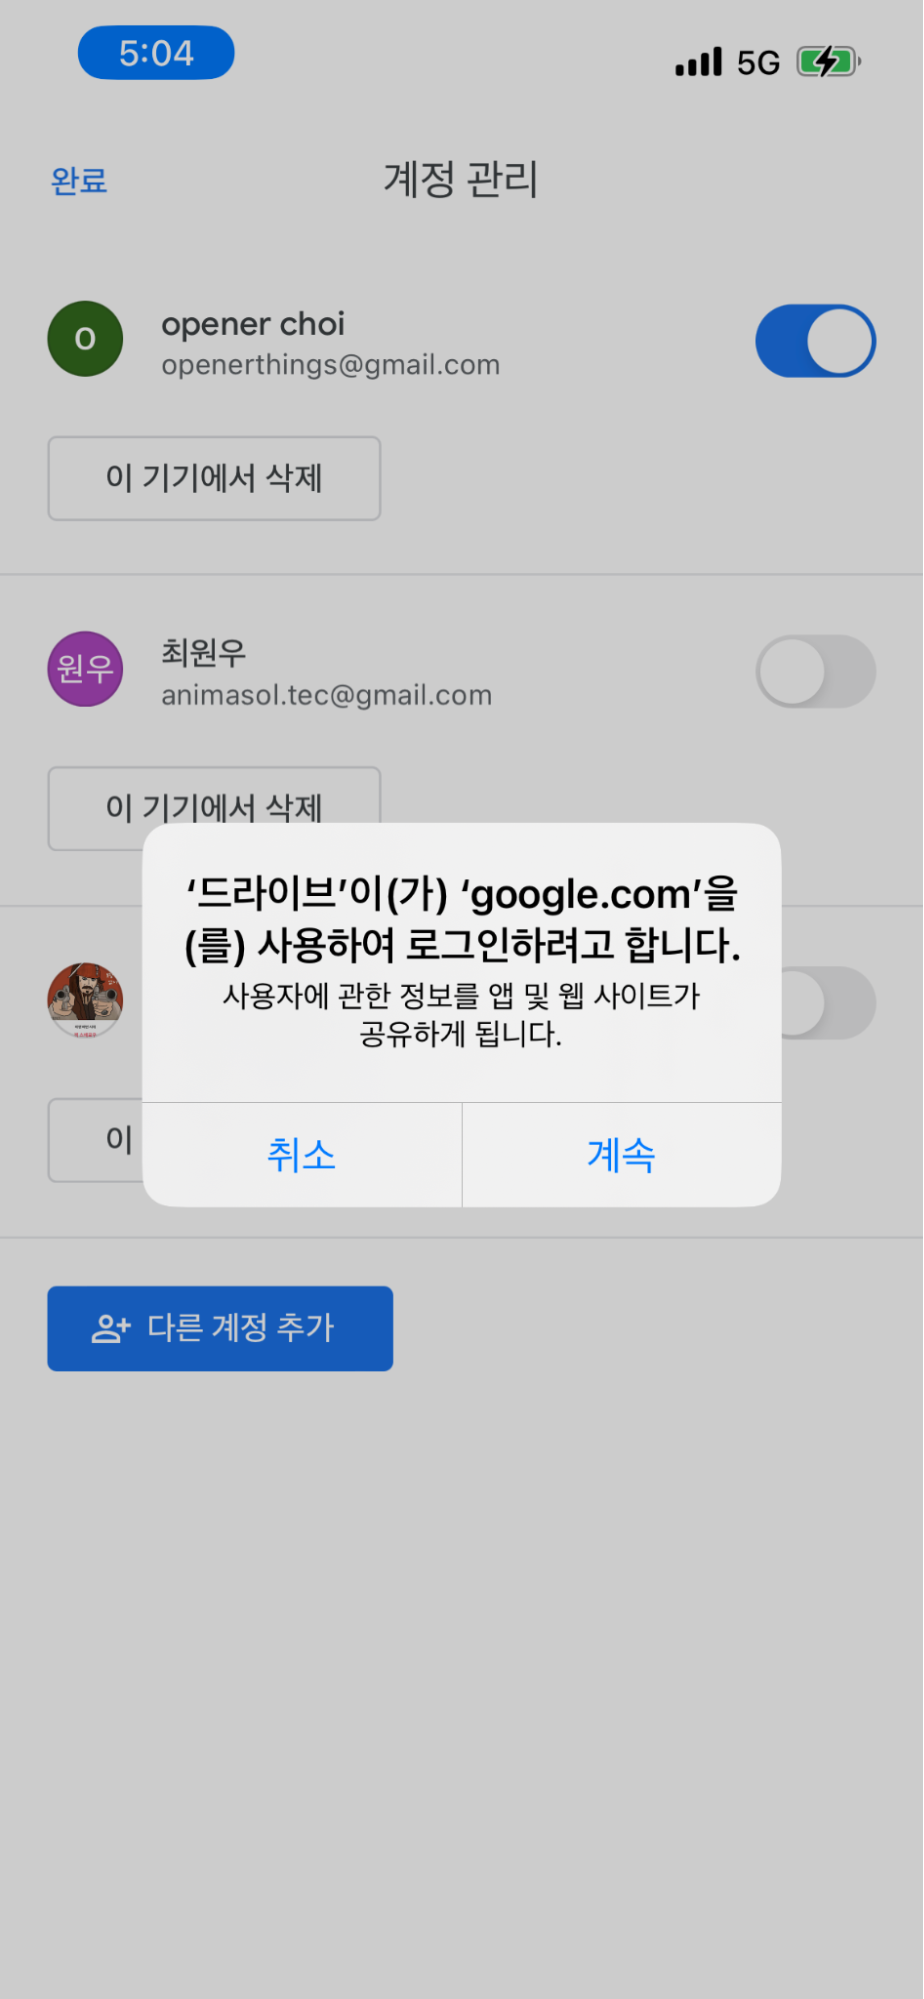 5:04
5G
완료
계정 관리
O
opener choi
openerthings@gmail.com
이 기기에서 삭제
원우
최원우
animasol.tec@gmail.com
이 기기에서 삭제
‘드라이브’이(가) ‘google.com’을
(를) 사용하여 로그인하려고 합니다.
사용자에 관한 정보를 앱 및 웹 사이트가
공유하게 됩니다.
이
취소
계속
다른 계정 추가